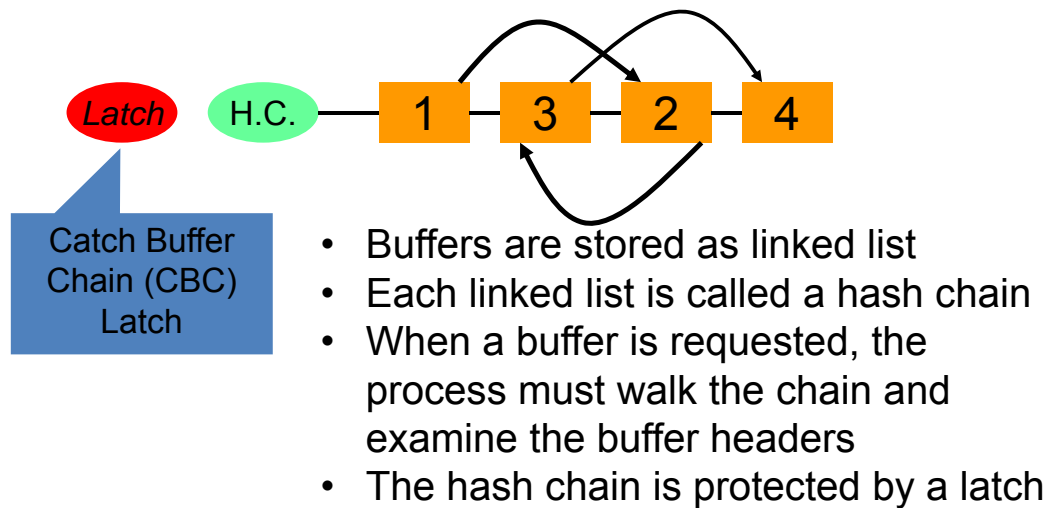 Latch H.C. 1 3 2 4
Catch Buffer
Chain (CBC)
Latch
• Buffers are stored as linked list
• Each linked list is called a hash chain
• When a buffer is requested, the
process must walk the chain and
examine the buffer headers
• The hash chain is protected by a latch